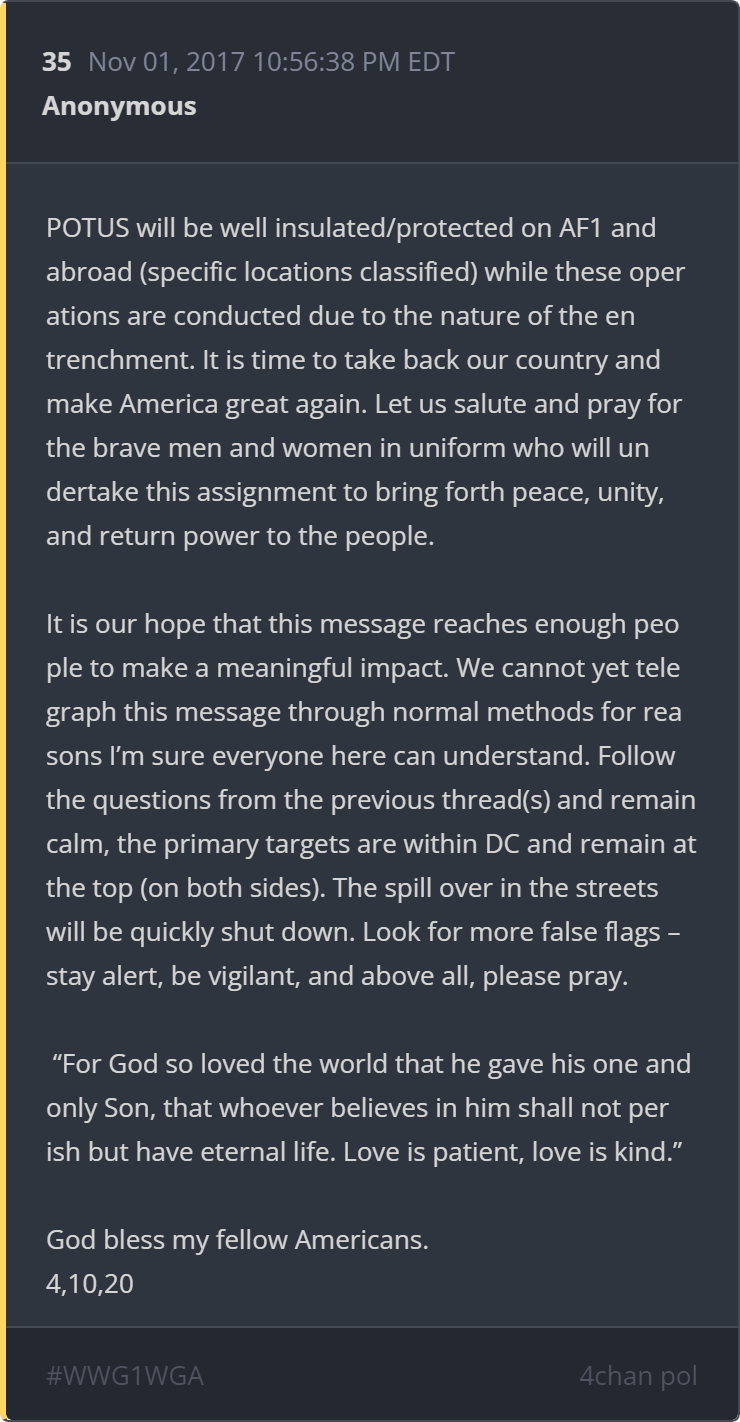 35 Nov 01, 2017 10:56:38 PM EDT
Anonymous
POTUS will be well insulated/protected on AF1 and
abroad (specific locations classified) while these oper
ations are conducted due to the nature of the en
trenchment. It is time to take back our country and
make America great again. Let us salute and pray for
the brave men and women in uniform who will un
dertake this assignment to bring forth peace, unity,
and return power to the people.
It is our hope that this message reaches enough peo
ple to make a meaningful impact. We cannot yet tele
graph this message through normal methods for rea
sons I’m sure everyone here can understand. Follow
the questions from the previous thread(s) and remain
calm, the primary targets are within DC and remain at
the top (on both sides). The spill over in the streets
will be quickly shut down. Look for more false flags –
stay alert, be vigilant, and above all, please pray.
“For God so loved the world that he gave his one and
only Son, that whoever believes in him shall not per
ish but have eternal life. Love is patient, love is kind.”
God bless my fellow Americans.
4,10,20
#WWG1WGA 4chan pol